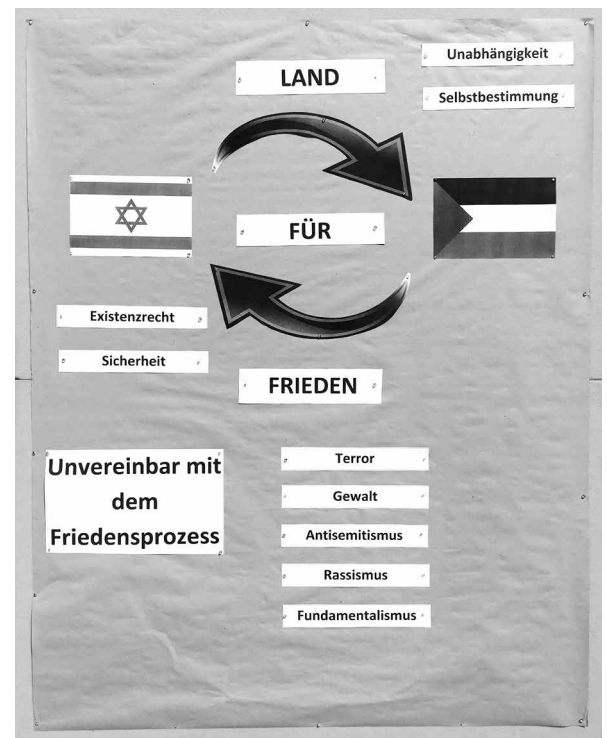 LAND
Unabhängigkeit
Selbstbestimmung
FÜR
Existenzrecht
Sicherheit
FRIEDEN
Unvereinbar mit
dem
Friedensprozess
Terror
Gewalt
Antisemitismus
Rassismus
Fundamentalismus